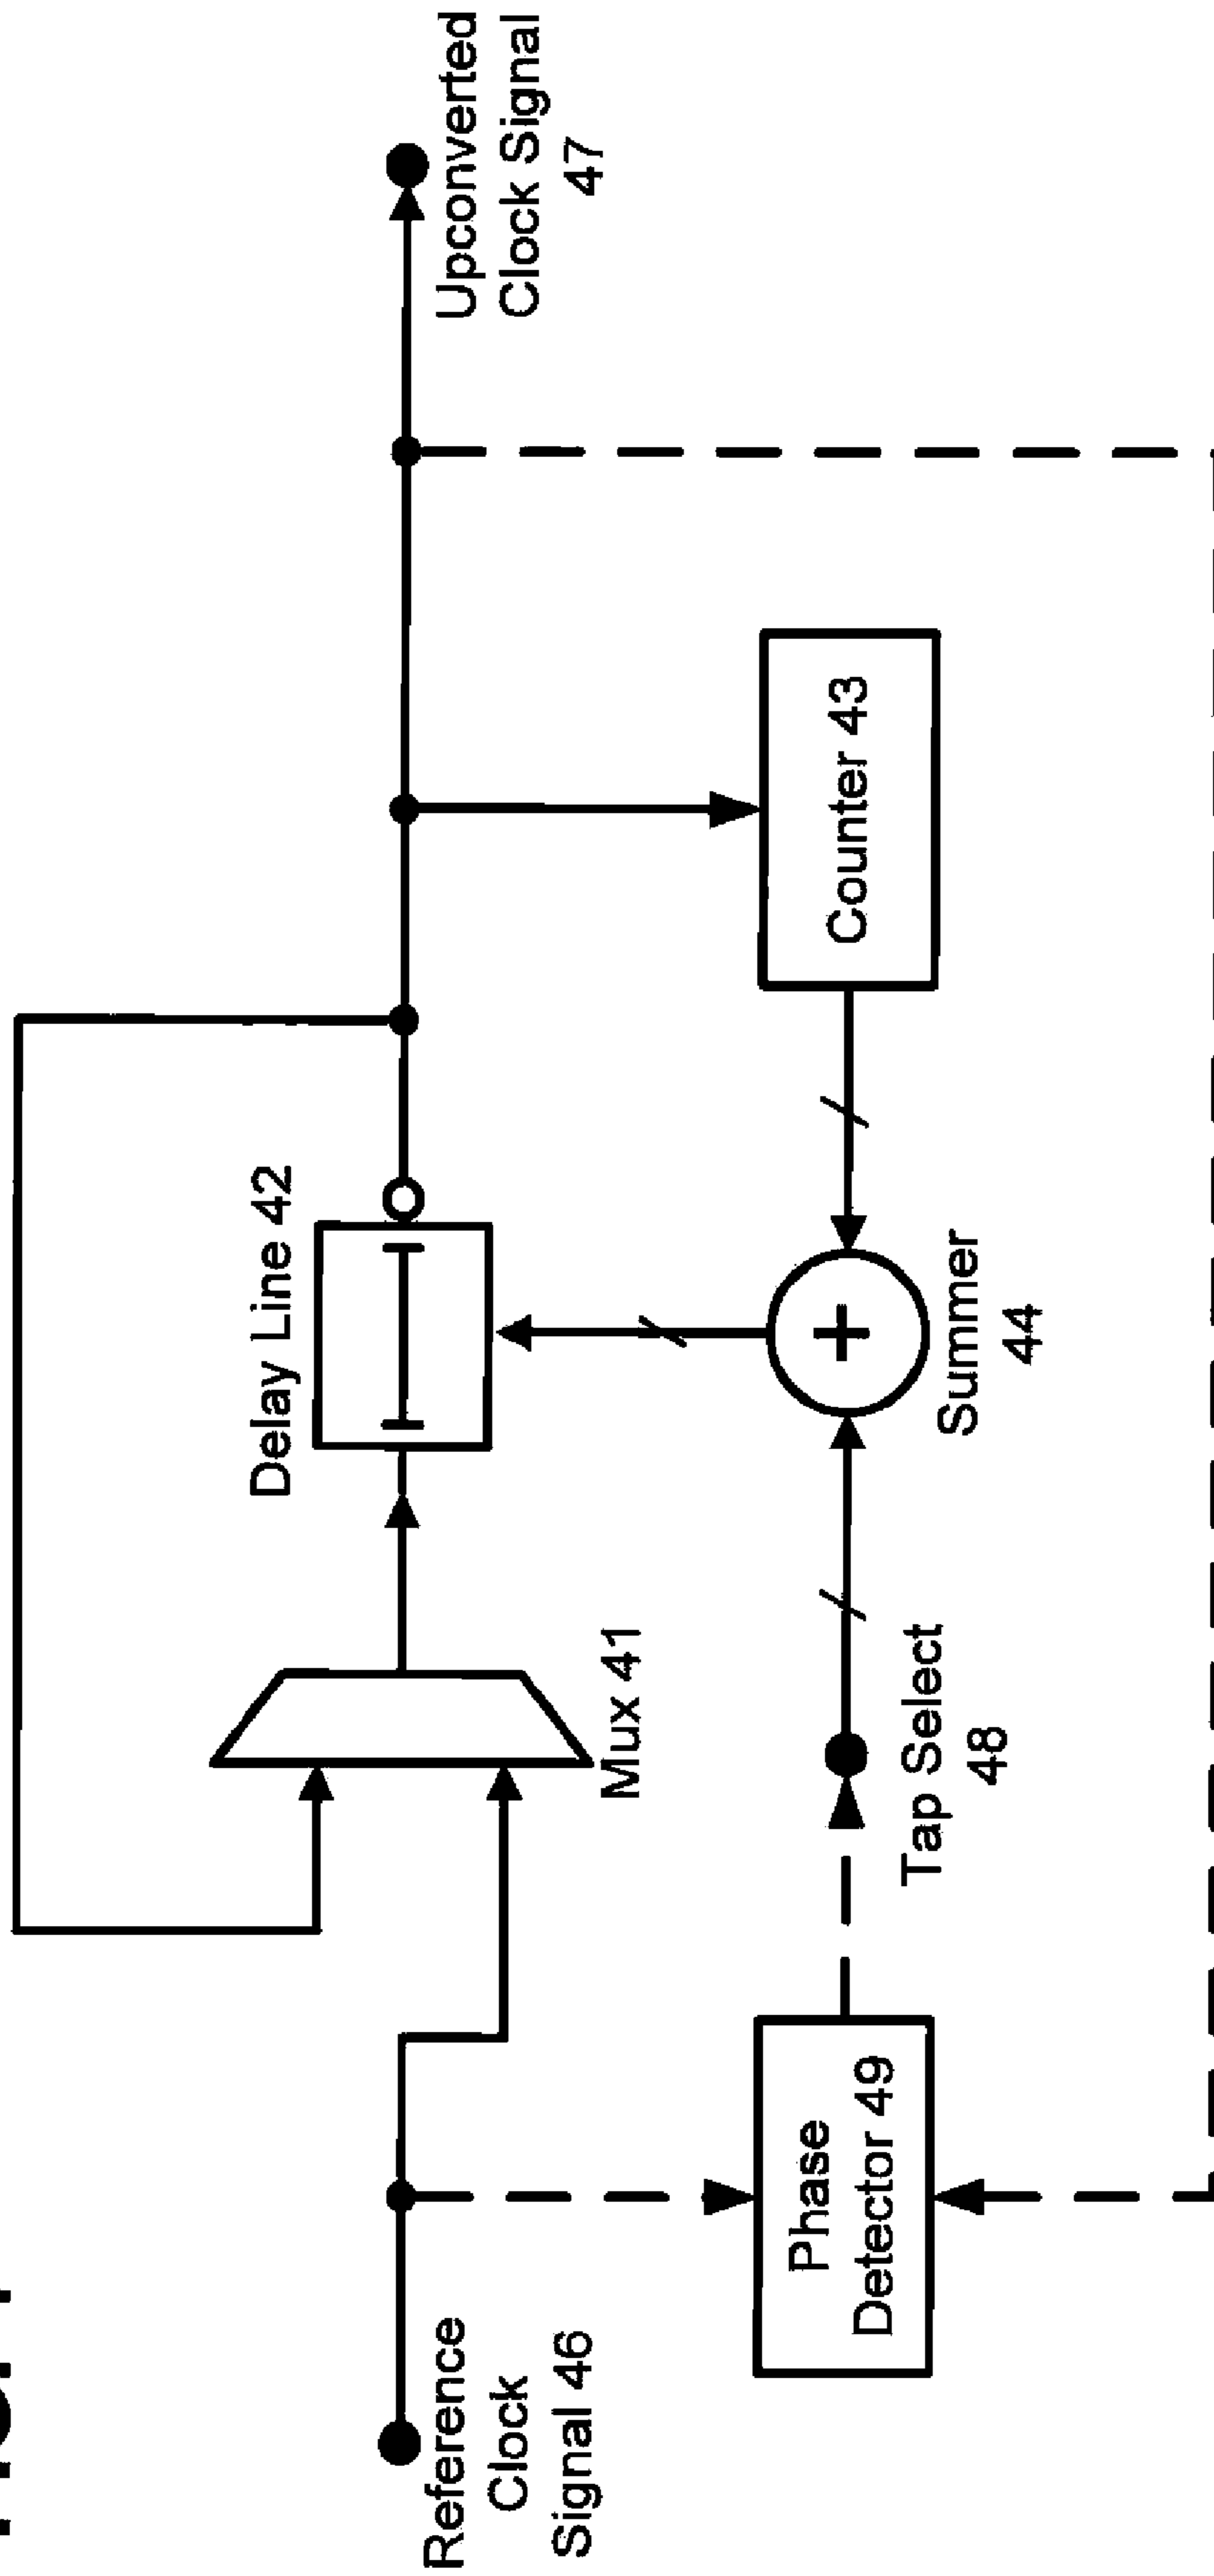 Delay Line 42
Upconverted
Clock Signal
47
Mux 41
Reference
Clock
Signal 46
Counter 43
+
Summer
44
Tap Select
48
Phase
Detector 49